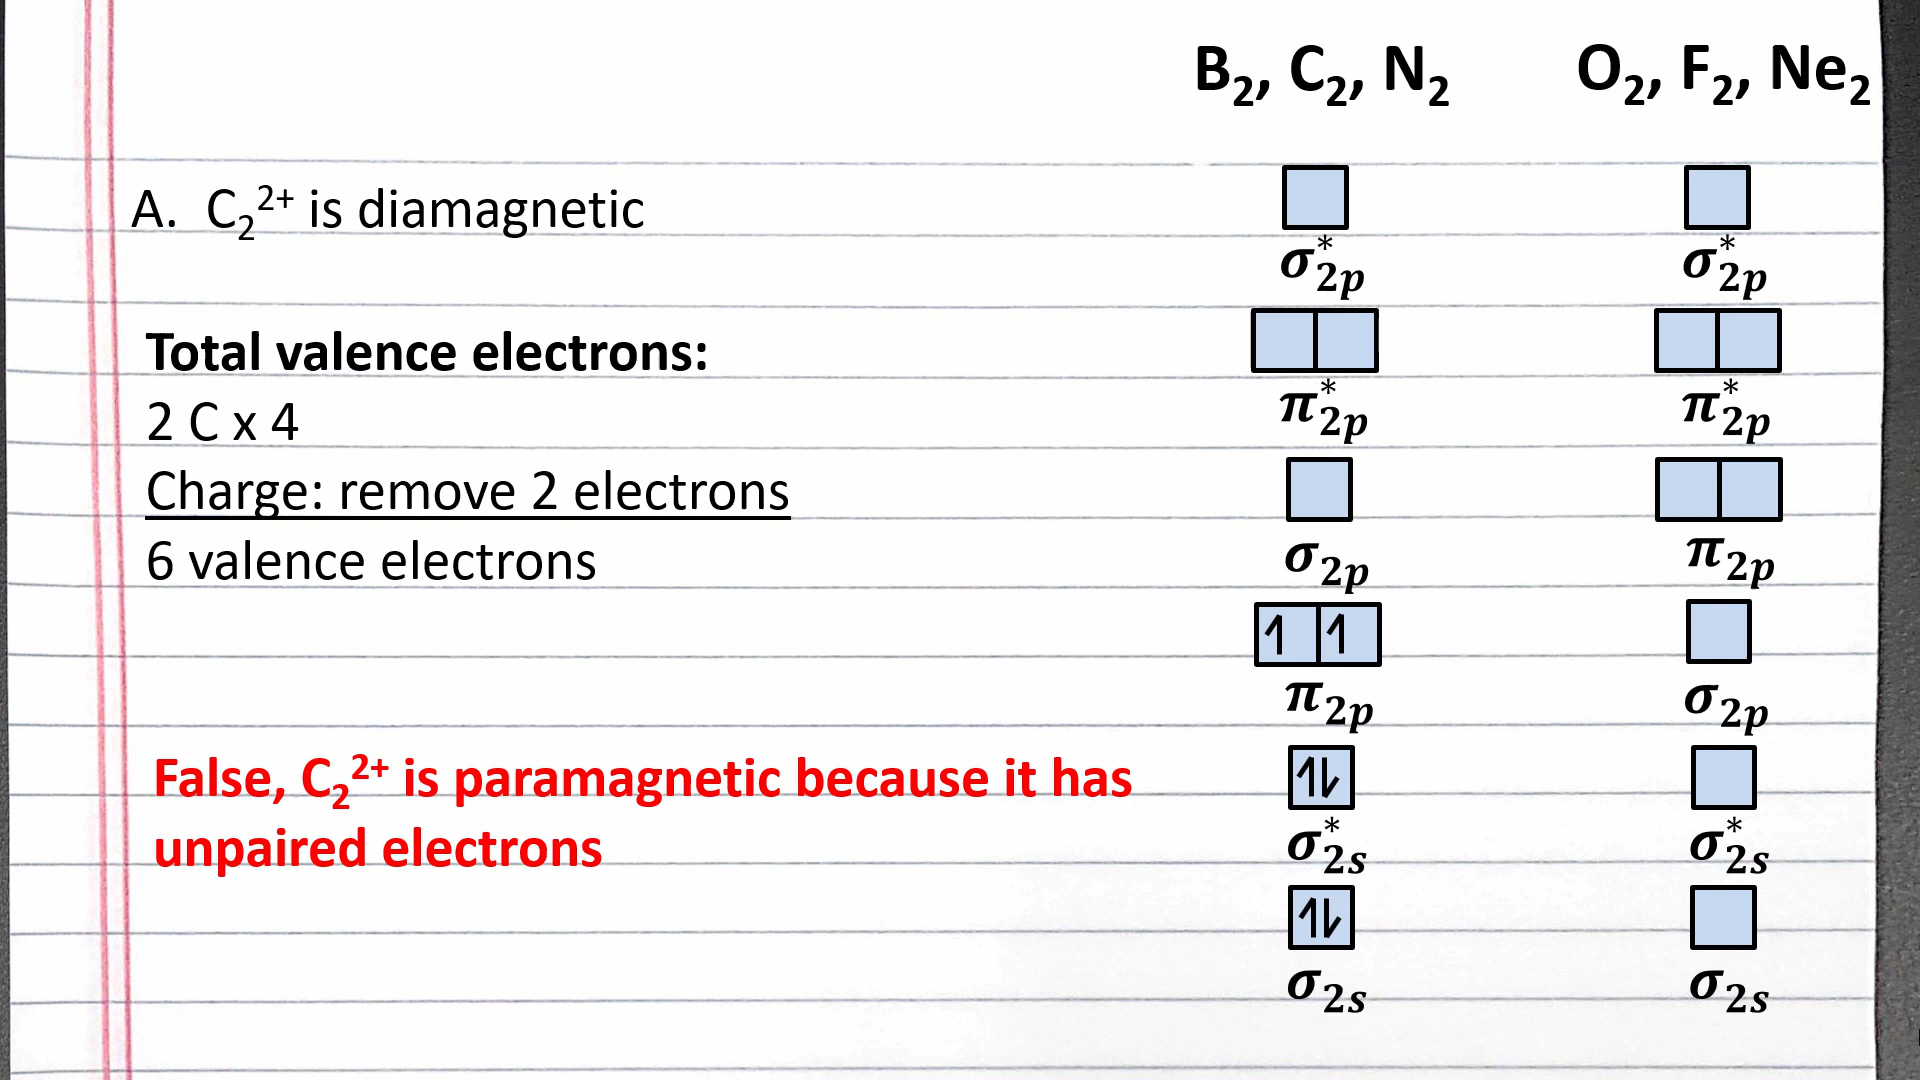 B₂, C₂, N₂
O₂, F₂, Ne₂
A. C₂²⁺ is diamagnetic
Total valence electrons:
2 C x 4
Charge: remove 2 electrons
6 valence electrons
False, C₂²⁺ is paramagnetic because it has
unpaired electrons
σ*2p
π*2p
σ2p
↿ ↿
π2p
↿⇂
σ*2s
↿⇂
σ2s
σ*2p
π*2p
π2p
σ2p
σ*2s
σ2s